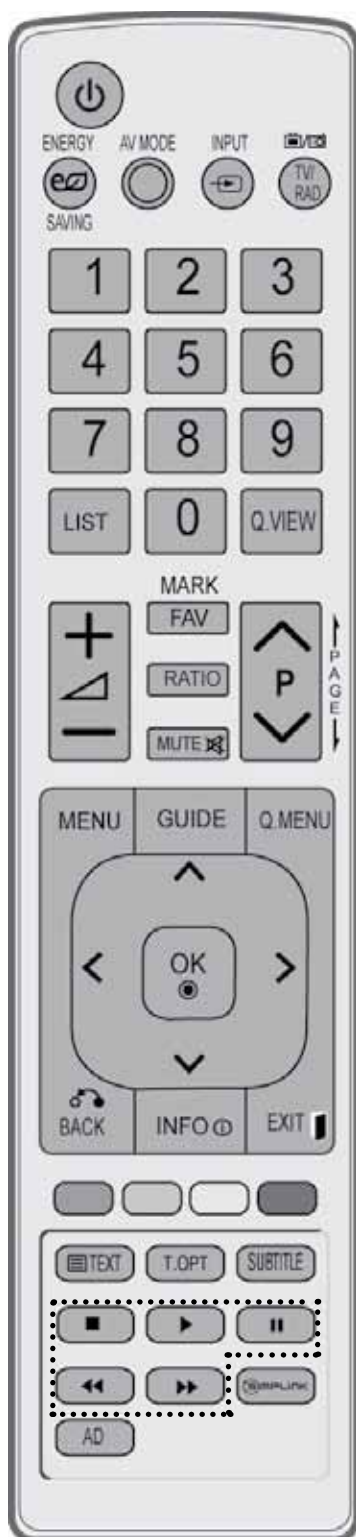 ENERGY AV MODE INPUT
TV/
RAD
SAVING
1 2 3
4 5 6
7 8 9
LIST 0 Q.VIEW
MARK
FAV
+ P
RATIO
PAGE
- MUTE
MENU GUIDE Q.MENU
OK
BACK INFO EXIT
TEXT T.OPT SUBTITLE
SIMPLINK
AD